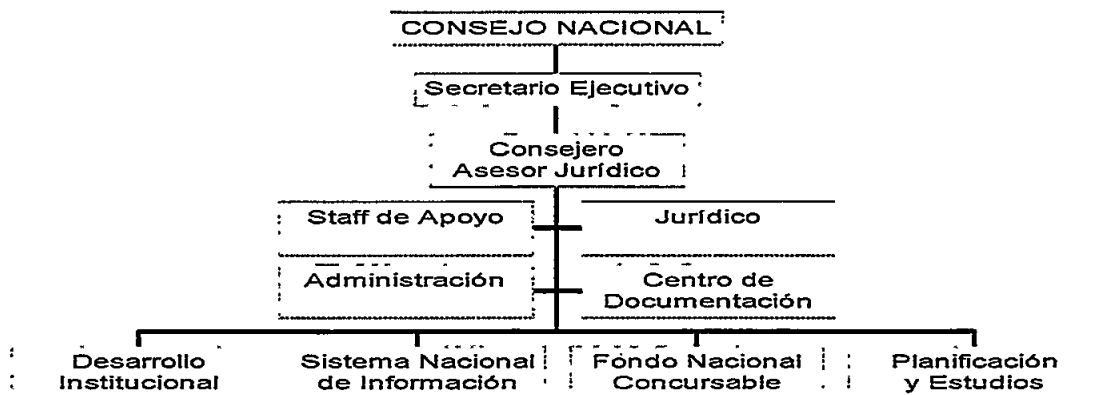 CONSEJO NACIONAL
Secretario Ejecutivo
Consejero
Asesor Jurídico
Staff de Apoyo
Jurídico
Administración
Centro de
Documentación
Desarrollo
Institucional
Sistema Nacional
de Información
Fondo Nacional
Concursable
Planificación
y Estudios